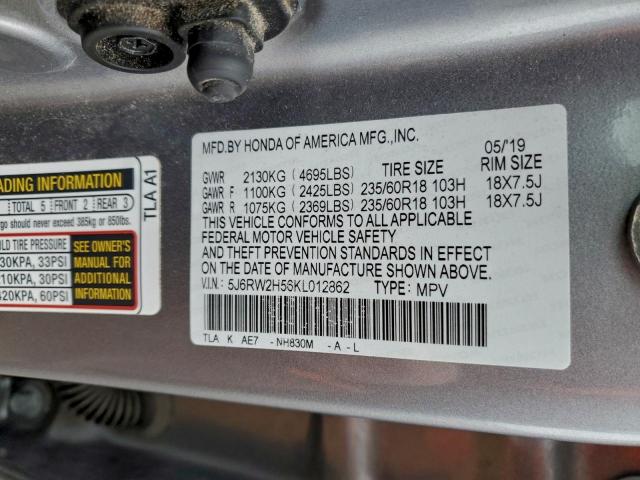 MFD.BY HONDA OF AMERICA MFG.,INC. 05/'19
GVWR 2130KG (4695LBS) TIRE SIZE RIM SIZE
GAWR F 1100KG (2425LBS) 235/60R18 103H 18X7.5J
GAWR R 1075KG (2369LBS) 235/60R18 103H 18X7.5J
THIS VEHICLE CONFORMS TO ALL APPLICABLE
FEDERAL MOTOR VEHICLE SAFETY
AND THEFT PREVENTION STANDARDS IN EFFECT
ON THE DATE OF MANUFACTURE SHOWN ABOVE.
V.I.N.: 5J6RW2H56KL012862 TYPE: MPV
TLA K AE7 -NH830M -A-L
TLA A1
ADING INFORMATION
TOTAL 5 FRONT 2 REAR 3
rgo should never exceed 385kg or 850lbs.
OLD TIRE PRESSURE
30KPA, 33PSI
10KPA, 30PSI
420KPA, 60PSI
SEE OWNER'S
MANUAL FOR
ADDITIONAL
INFORMATION